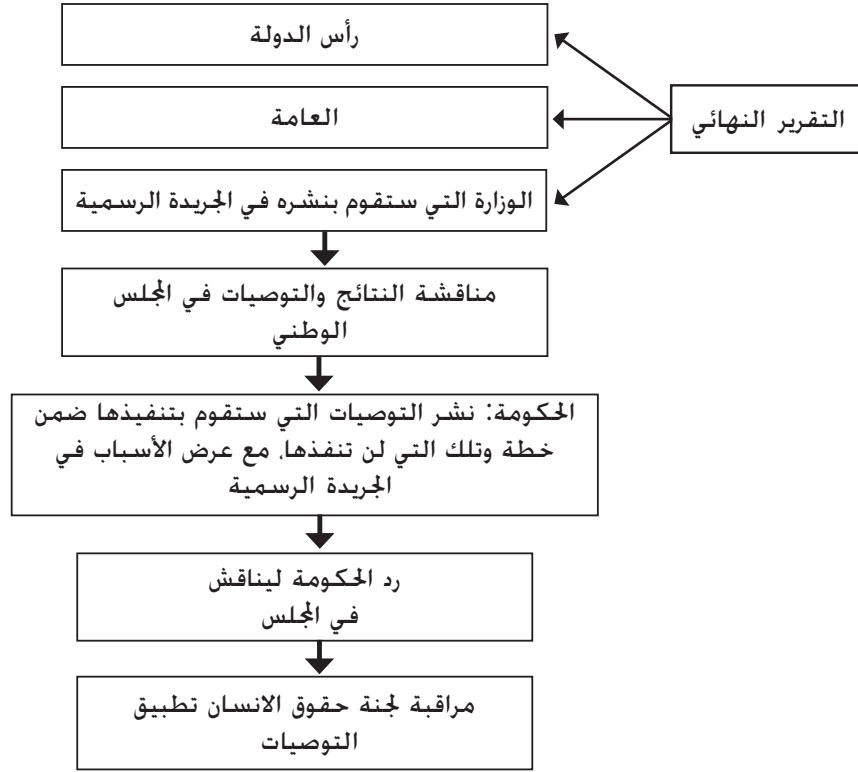 رأس الدولة
العامة
التقرير النهائي
الوزارة التي ستقوم بنشره في الجريدة الرسمية
مناقشة النتائج والتوصيات في المجلس
الوطني
الحكومة: نشر التوصيات التي ستقوم بتنفيذها ضمن
خطة وتلك التي لن تنفذها، مع عرض الأسباب في
الجريدة الرسمية
رد الحكومة ليناقش
في المجلس
مراقبة لجنة حقوق الانسان تطبيق
التوصيات